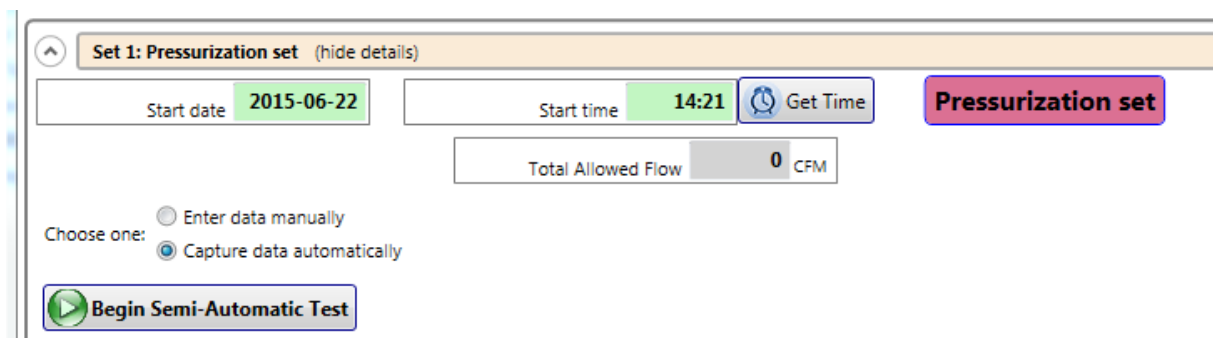 Set 1: Pressurization set (hide details)
Start date 2015-06-22 Start time 14:21 Get Time Pressurization set
Total Allowed Flow 0 CFM
Choose one:
Enter data manually
Capture data automatically
Begin Semi-Automatic Test